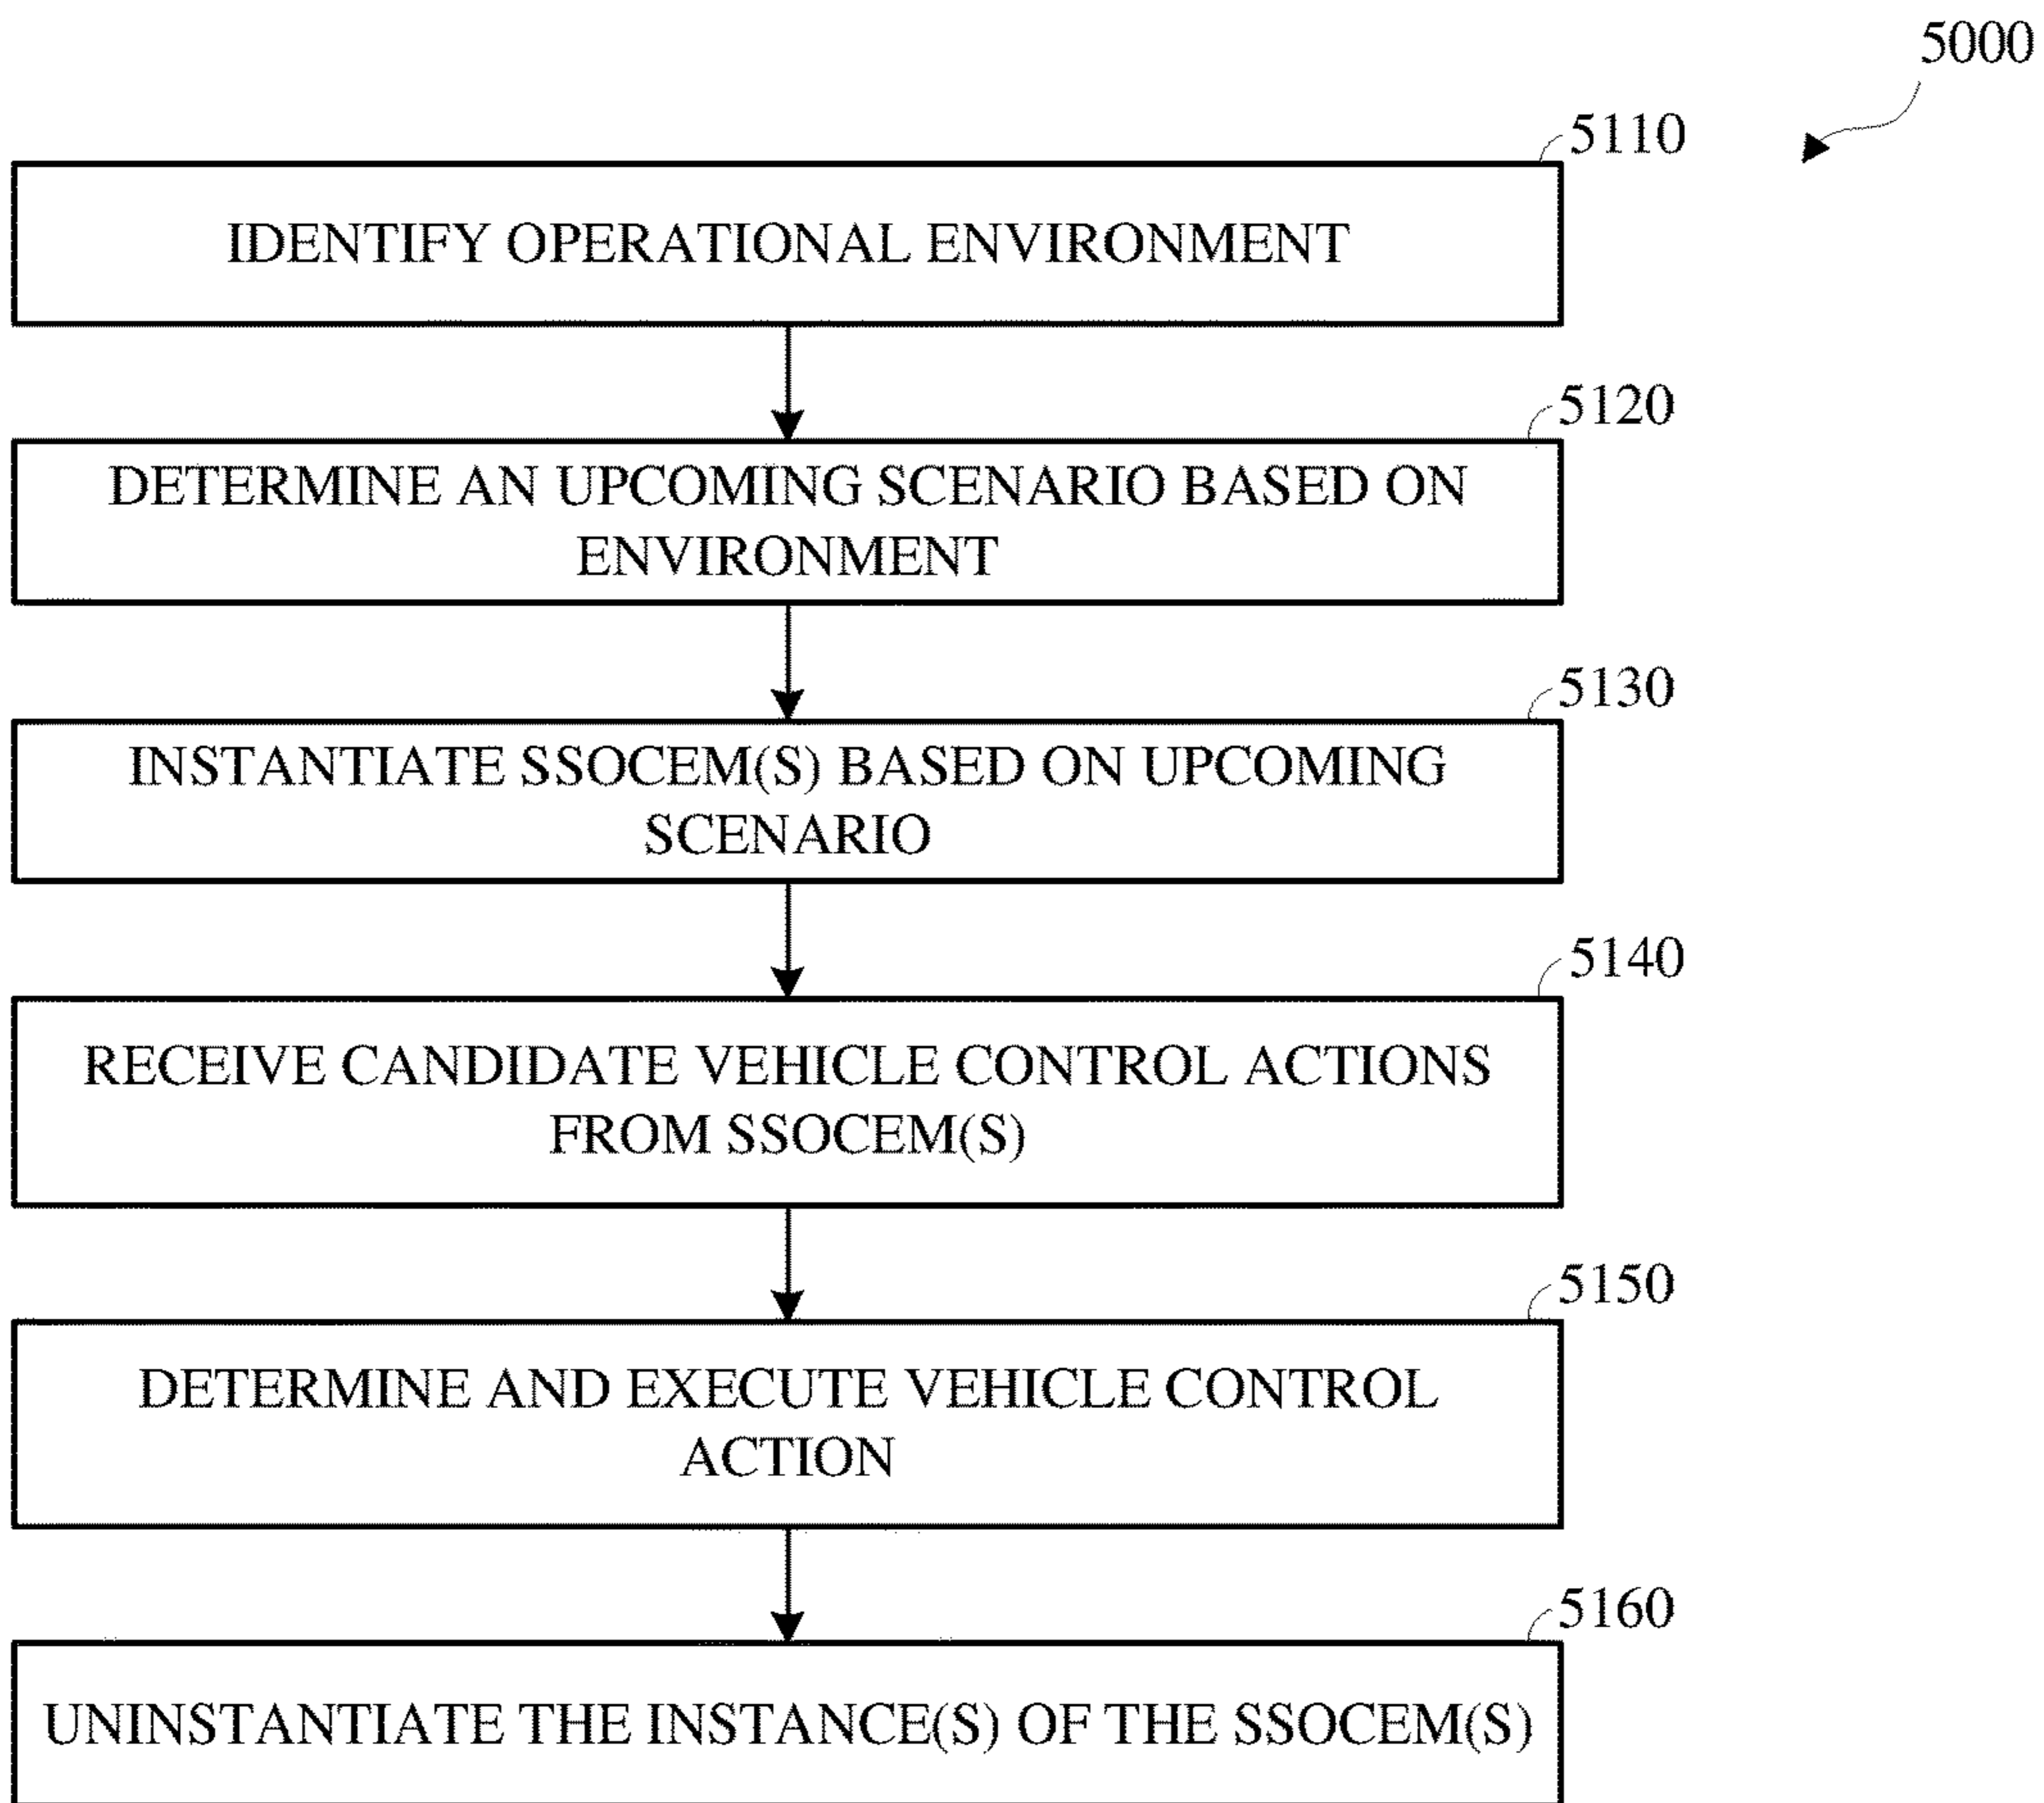 5000
5110
IDENTIFY OPERATIONAL ENVIRONMENT
5120
DETERMINE AN UPCOMING SCENARIO BASED ON
ENVIRONMENT
5130
INSTANTIATE SSOCEM(S) BASED ON UPCOMING
SCENARIO
5140
RECEIVE CANDIDATE VEHICLE CONTROL ACTIONS
FROM SSOCEM(S)
5150
DETERMINE AND EXECUTE VEHICLE CONTROL
ACTION
5160
UNINSTANTIATE THE INSTANCE(S) OF THE SSOCEM(S)